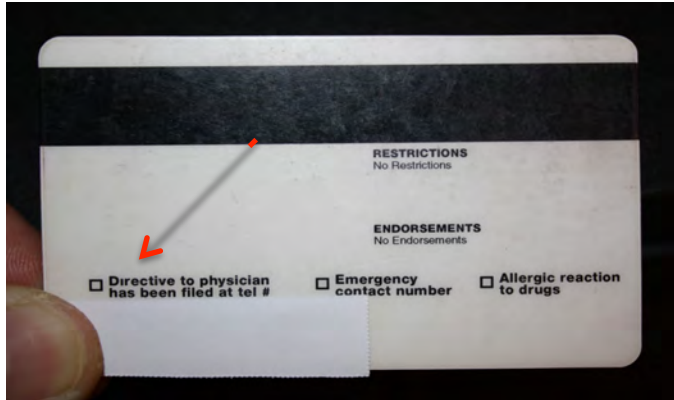 RESTRICTIONS
No Restrictions
ENDORSEMENTS
No Endorsements
Directive to physician
has been filed at tel #
Emergency
contact number
Allergic reaction
to drugs